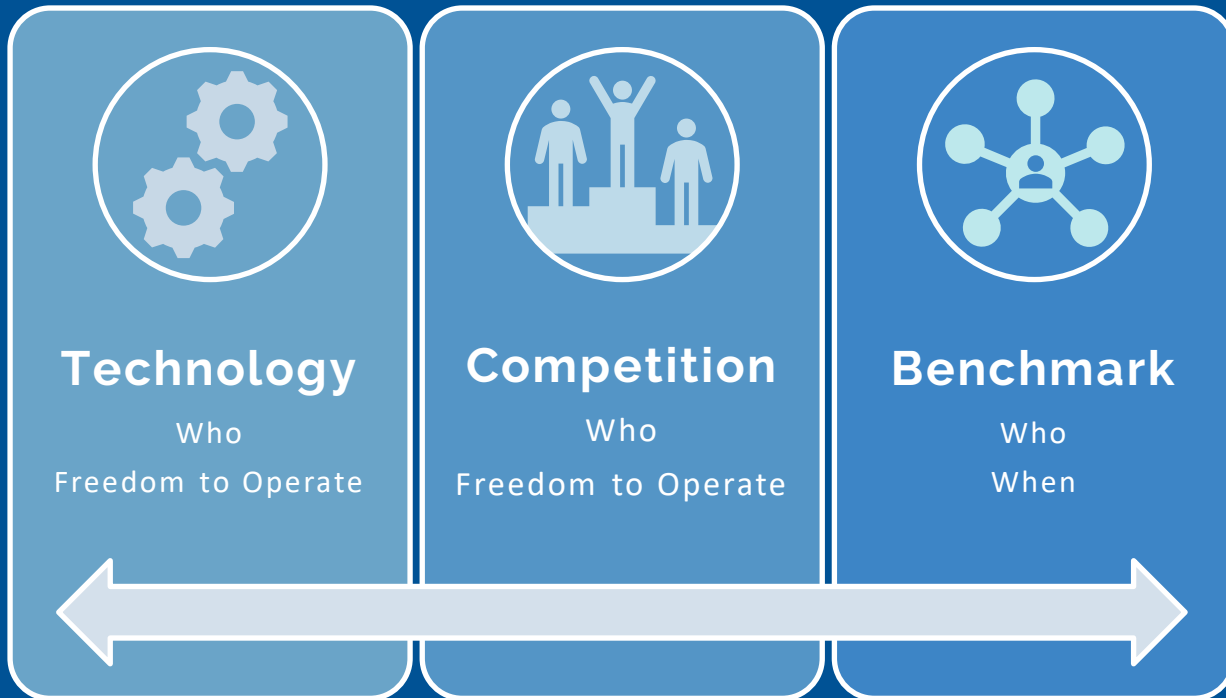 Technology
Who
Freedom to Operate
Competition
Who
Freedom to Operate
Benchmark
Who
When